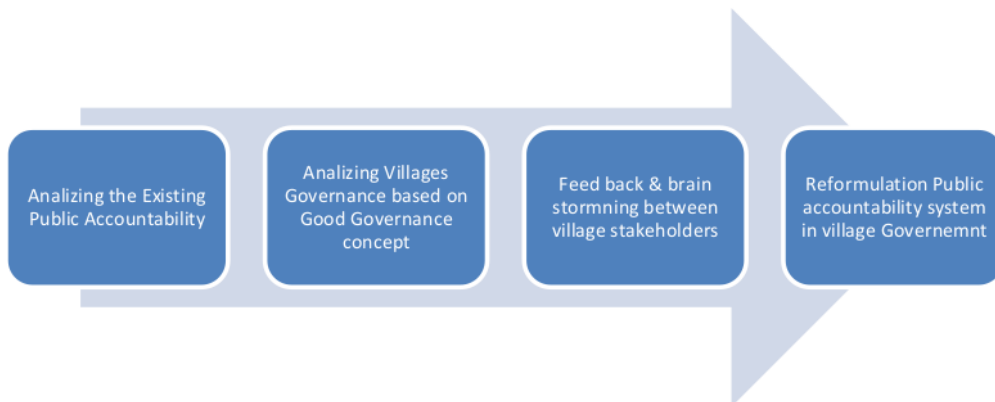 Analizing the Existing
Public Accountability
Analizing Villages
Governance based on
Good Governance
concept
Feed back & brain
stormning between
village stakeholders
Reformulation Public
accountability system
in village Governemnt